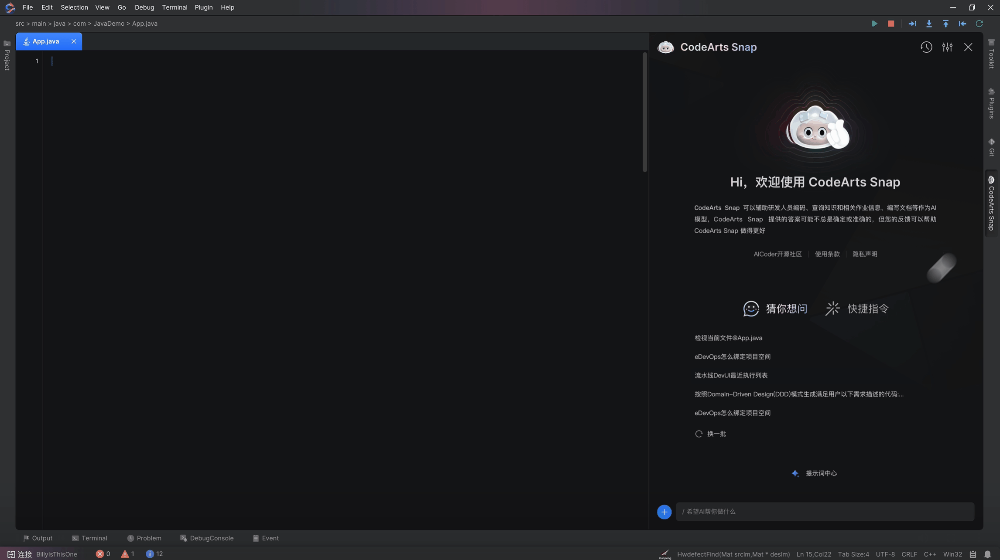 File Edit Selection View Go Debug Terminal Plugin Help
src > main > java > com > JavaDemo > App.java
App.java
Project
1
CodeArts Snap
Hi，欢迎使用 CodeArts Snap
CodeArts Snap 可以辅助研发人员编码、查询知识和相关作业信息、编写文档等作为AI
模型，CodeArts Snap 提供的答案可能不总是确定或准确的，但您的反馈可以帮助
CodeArts Snap 做得更好
AICoder开源社区 使用条款 隐私声明
猜你想问 快捷指令
检视当前文件@App.java
eDevOps怎么绑定项目空间
流水线DevUI最近执行列表
按照Domain-Driven Design(DDD)模式生成满足用户以下需求描述的代码:...
eDevOps怎么绑定项目空间
换一批
提示词中心
/ 希望AI帮你做什么
Toolkit
Plugins
Git
CodeArts Snap
Output Terminal Problem DebugConsole Event
连接 BillyIsThisOne 0 1 12
Kunpeng HwdefectFind(Mat srcIm,Mat * desIm) Ln 15,Col22 Tab Size:4 UTF-8 CRLF C++ Win32